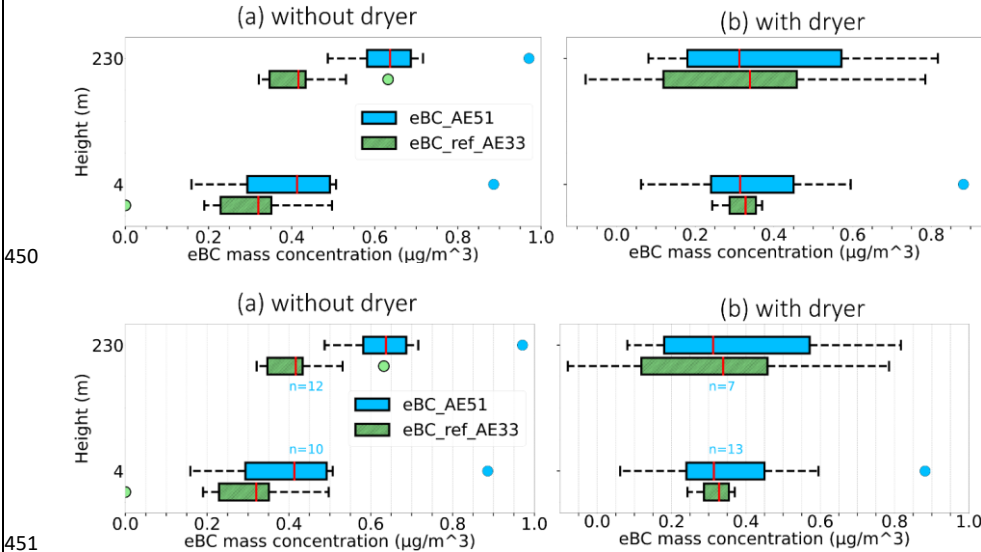 (a) without dryer
(b) with dryer
230
4
Height (m)
eBC_AE51
eBC_ref_AE33
0.0 0.2 0.4 0.6 0.8 1.0
0.0 0.2 0.4 0.6 0.8
eBC mass concentration (μg/m^3)
eBC mass concentration (μg/m^3)
450
(a) without dryer
(b) with dryer
230
4
Height (m)
n=12
n=7
eBC_AE51
eBC_ref_AE33
n=10
n=13
0.0 0.2 0.4 0.6 0.8 1.0
0.0 0.2 0.4 0.6 0.8 1.0
eBC mass concentration (μg/m^3)
eBC mass concentration (μg/m^3)
451